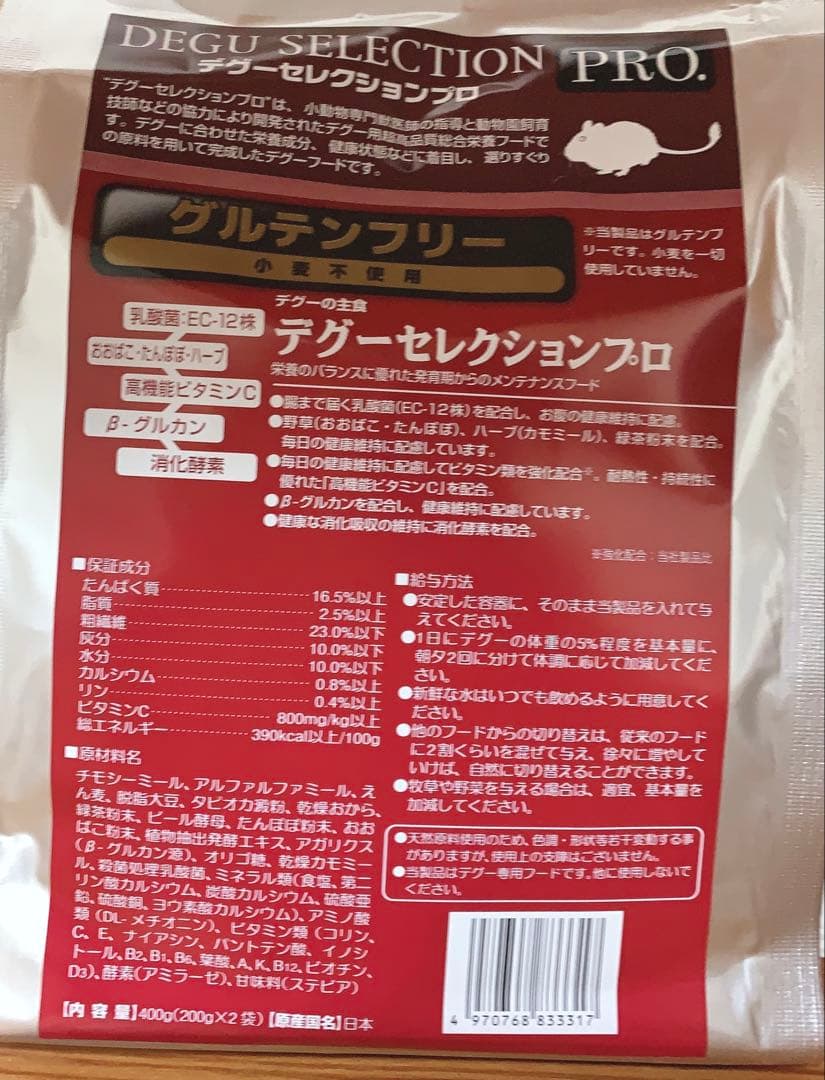 DEGU SELECTION PRO.
デグーセレクションプロ
"デグーセレクションプロ"は、小動物専門獣医師の指導と動物園飼育
技師などの協力により開発されたデグー用超高品質総合栄養フードで
す。デグーに合わせた栄養成分、健康状態などに着目し、選りすぐり
の原料を用いて完成したデグーフードです。
グルテンフリー
小麦不使用
※当製品はグルテンフ
リーです。小麦を一切
使用していません。
乳酸菌:EC-12株
おおばこ・たんぽぽ・ハーブ
高機能ビタミンC
β-グルカン
消化酵素
デグーの主食
デグーセレクションプロ
栄養のバランスに優れた発育期からのメンテナンスフード
●腸まで届く乳酸菌(EC-12株)を配合し、お腹の健康維持に配慮。
●野草(おおばこ・たんぽぽ)、ハーブ(カモミール)、緑茶粉末を配合。
毎日の健康維持に配慮しています。
●毎日の健康維持に配慮してビタミン類を強化配合※。耐熱性・持続性に
優れた「高機能ビタミンC」を配合。
●β-グルカンを配合し、健康維持に配慮しています。
●健康な消化吸収の維持に消化酵素を配合。
※強化配合：当社製品比
■保証成分
たんぱく質 16.5%以上
脂質 2.5%以上
粗繊維 23.0%以下
灰分 10.0%以下
水分 10.0%以下
カルシウム 0.8%以上
リン 0.4%以上
ビタミンC 800mg/kg以上
総エネルギー 390kcal以上/100g
■原材料名
チモシーミール、アルファルファミール、え
ん麦、脱脂大豆、タピオカ澱粉、乾燥おから、
緑茶粉末、ビール酵母、たんぽぽ粉末、おお
ばこ粉末、植物抽出発酵エキス、アガリクス
(β-グルカン源)、オリゴ糖、乾燥カモミー
ル、殺菌処理乳酸菌、ミネラル類(食塩、第二
リン酸カルシウム、炭酸カルシウム、硫酸亜
鉛、硫酸銅、ヨウ素酸カルシウム)、アミノ酸
類(DL-メチオニン)、ビタミン類(コリン、
C、E、ナイアシン、パントテン酸、イノシ
トール、B2、B1、B6、葉酸、A、K、B12、ビオチン、
D3)、酵素(アミラーゼ)、甘味料(ステビア)
【内容量】400g(200g×2袋)【原産国名】日本
■給与方法
●安定した容器に、そのまま当製品を入れて与
えてください。
●1日にデグーの体重の5%程度を基本量に、
朝夕2回に分けて体調に応じて加減してくだ
さい。
●新鮮な水はいつでも飲めるように用意してく
ださい。
●他のフードからの切り替えは、従来のフード
に2割くらいを混ぜて与え、徐々に増やして
いけば、自然に切り替えることができます。
●牧草や野菜を与える場合は、適宜、基本量を
加減してください。
●天然原料使用のため、色調・形状等若干変動する事
がありますが、使用上の支障はございません。
●当製品はデグー専用フードです。他に使用しないで
ください。
4 970768 833317